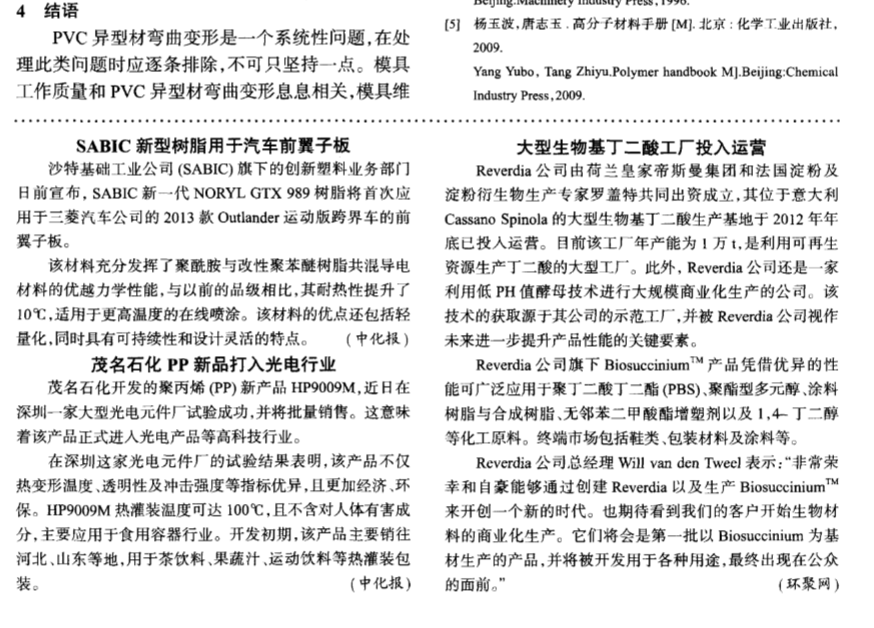 4 结语
PVC 异型材弯曲变形是一个系统性问题,在处
理此类问题时应逐条排除,不可只坚持一点。模具
工作质量和 PVC 异型材弯曲变形息息相关,模具维
Beijing:Machinery Industry Press,1996.
[5] 杨玉波,唐志玉.高分子材料手册[M].北京:化学工业出版社,
2009.
Yang Yubo, Tang Zhiyu.Polymer handbook M].Beijing:Chemical
Industry Press,2009.
SABIC 新型树脂用于汽车前翼子板
沙特基础工业公司(SABIC)旗下的创新塑料业务部门
日前宣布, SABIC 新一代 NORYL GTX 989 树脂将首次应
用于三菱汽车公司的 2013 款 Outlander 运动版跨界车的前
翼子板。
该材料充分发挥了聚酰胺与改性聚苯醚树脂共混导电
材料的优越力学性能,与以前的品级相比,其耐热性提升了
10℃,适用于更高温度的在线喷涂。该材料的优点还包括轻
量化,同时具有可持续性和设计灵活的特点。 (中化报)
茂名石化 PP 新品打入光电行业
茂名石化开发的聚丙烯(PP)新产品 HP9009M,近日在
深圳一家大型光电元件厂试验成功,并将批量销售。这意味
着该产品正式进人光电产品等高科技行业。
在深圳这家光电元件厂的试验结果表明,该产品不仅
热变形温度、透明性及冲击强度等指标优异,且更加经济、环
保。HP9009M 热灌装温度可达 100℃,且不含对人体有害成
分,主要应用于食用容器行业。开发初期,该产品主要销往
河北、山东等地,用于茶饮料、果蔬汁、运动饮料等热灌装包
装。 (中化报)
大型生物基丁二酸工厂投入运营
Reverdia 公司由荷兰皇家帝斯曼集团和法国淀粉及
淀粉衍生物生产专家罗盖特共同出资成立,其位于意大利
Cassano Spinola 的大型生物基丁二酸生产基地于 2012 年年
底已投入运营。目前该工厂年产能为 1 万 t,是利用可再生
资源生产丁二酸的大型工厂。此外, Reverdia 公司还是一家
利用低 PH 值酵母技术进行大规模商业化生产的公司。该
技术的获取源于其公司的示范工厂,并被 Reverdia 公司视作
未来进一步提升产品性能的关键要素。
Reverdia 公司旗下 Biosuccinium™ 产品凭借优异的性
能可广泛应用于聚丁二酸丁二酯(PBS)、聚酯型多元醇、涂料
树脂与合成树脂、无邻苯二甲酸酯增塑剂以及 1,4-丁二醇
等化工原料。终端市场包括鞋类、包装材料及涂料等。
Reverdia 公司总经理 Will van den Tweel 表示:“非常荣
幸和自豪能够通过创建 Reverdia 以及生产 Biosuccinium™
来开创一个新的时代。也期待看到我们的客户开始生物材
料的商业化生产。它们将会是第一批以 Biosuccinium 为基
材生产的产品,并将被开发用于各种用途,最终出现在公众
的面前。” (环聚网)